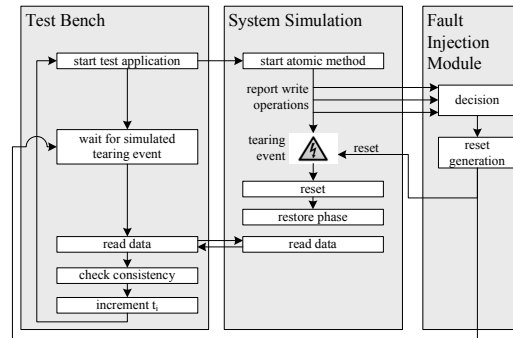 Test Bench
start test application
wait for simulated
tearing event
read data
check consistency
increment tᵢ
System Simulation
start atomic method
report write
operations
tearing
event
reset
reset
restore phase
read data
Fault
Injection
Module
decision
reset
generation